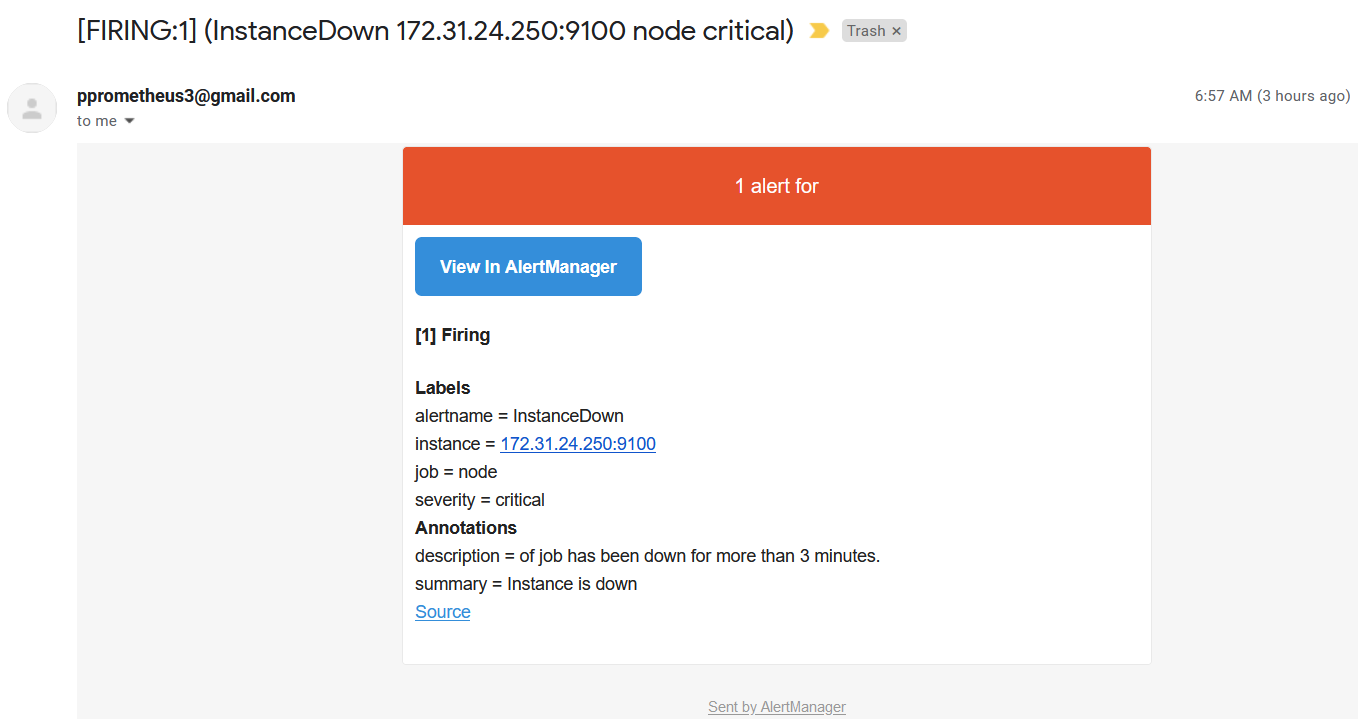 [FIRING:1] (InstanceDown 172.31.24.250:9100 node critical) Trash ×
pprometheus3@gmail.com 6:57 AM (3 hours ago)
to me
1 alert for
View In AlertManager
[1] Firing
Labels
alertname = InstanceDown
instance = 172.31.24.250:9100
job = node
severity = critical
Annotations
description = of job has been down for more than 3 minutes.
summary = Instance is down
Source
Sent by AlertManager